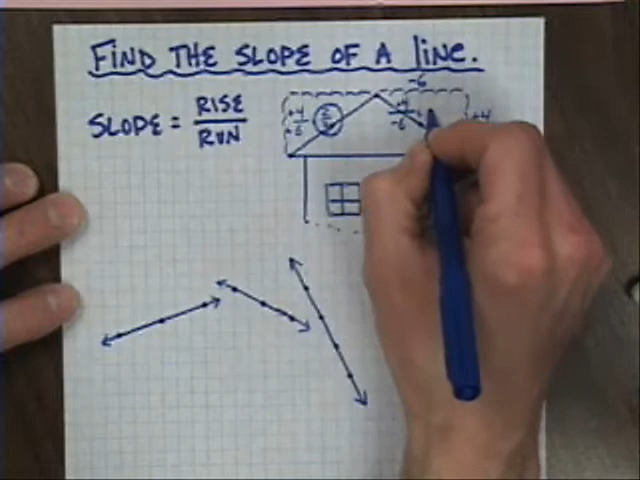 FIND THE SLOPE OF A line.
-6
SLOPE = RISE / RUN
+4 / 6
+4 / -6
+4